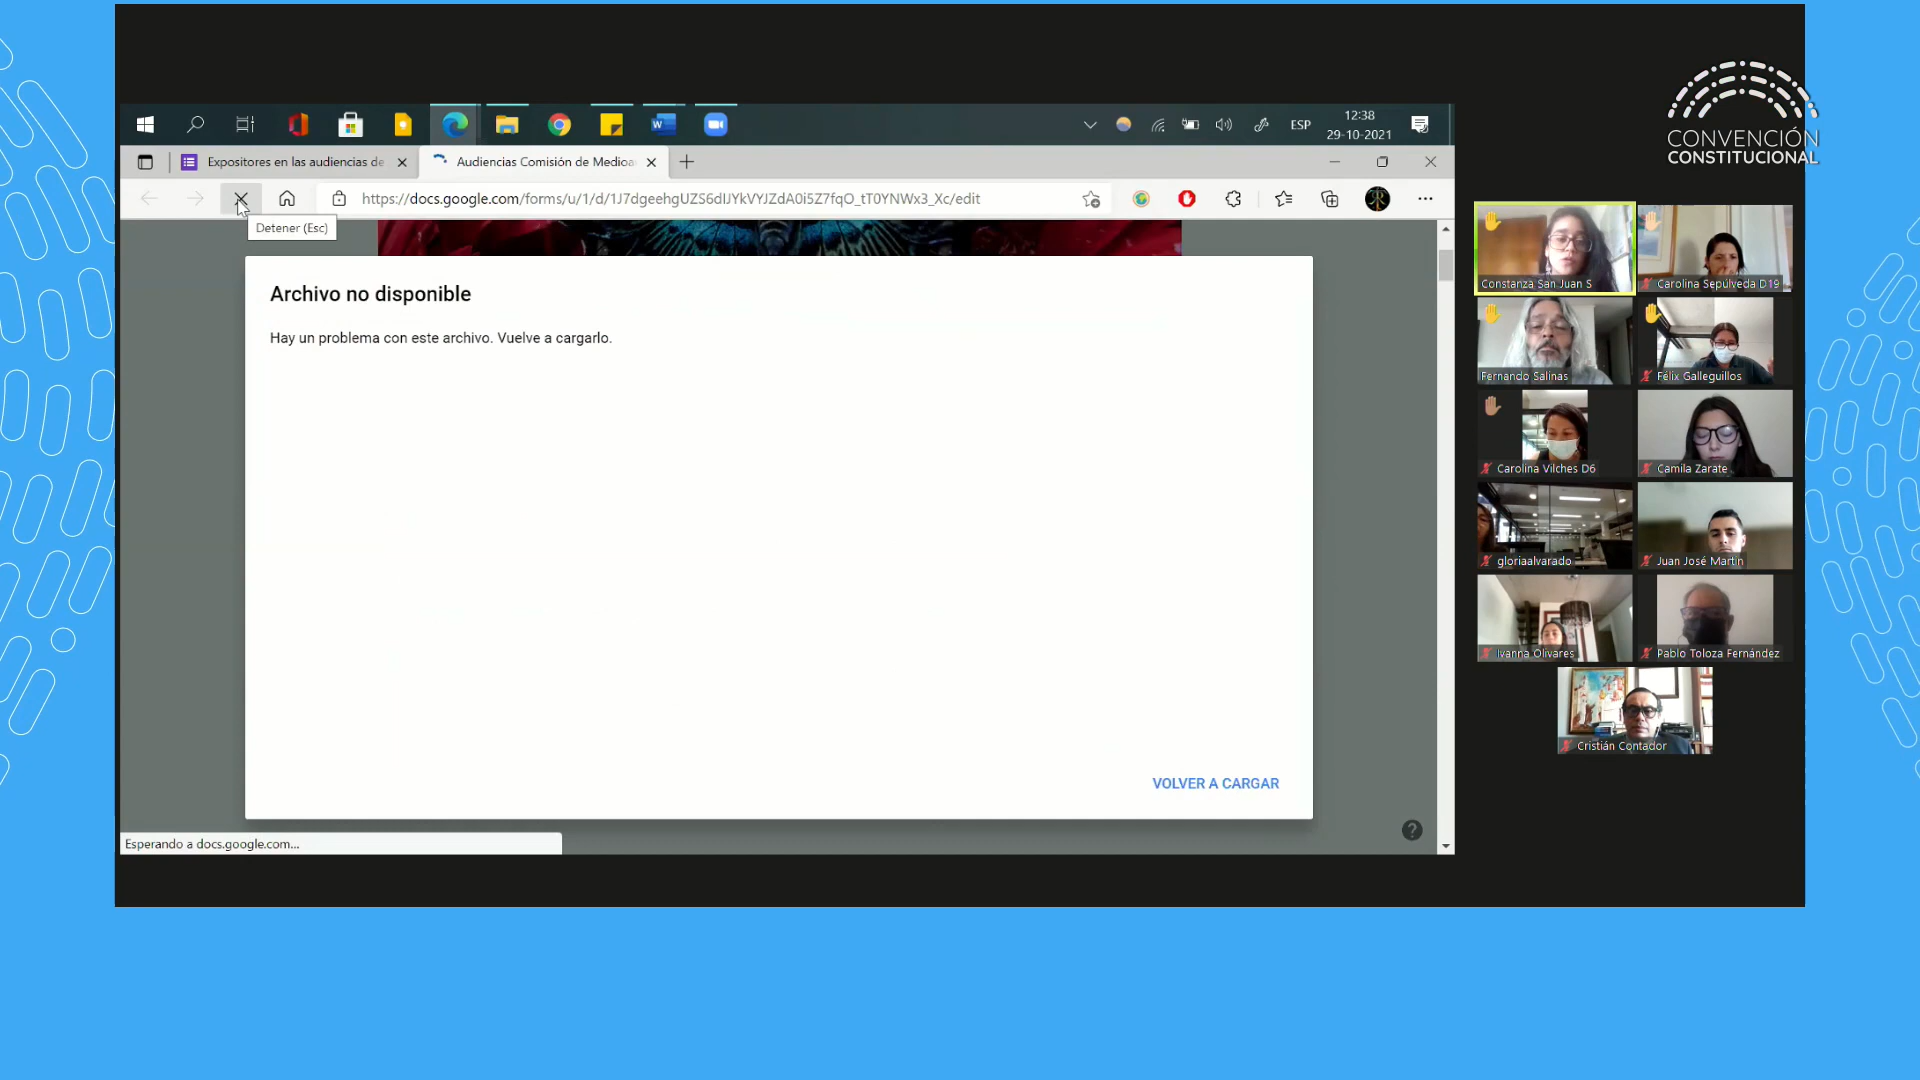 CONVENCIÓN
CONSTITUCIONAL
12:38
ESP
29-10-2021
Expositores en las audiencias de
Audiencias Comisión de Medioa
https://docs.google.com/forms/u/1/d/1J7dgeehgUZS6dIJYkVYJZdA0i5Z7fqO_tT0YNWx3_Xc/edit
Detener (Esc)
Archivo no disponible
Hay un problema con este archivo. Vuelve a cargarlo.
VOLVER A CARGAR
Esperando a docs.google.com...
Constanza San Juan S
Carolina Sepúlveda D19
Fernando Salinas
Félix Galleguillos
Carolina Vilches D6
Camila Zarate
gloriaalvarado
Juan José Martin
Ivanna Olivares
Pablo Toloza Fernández
Cristián Contador